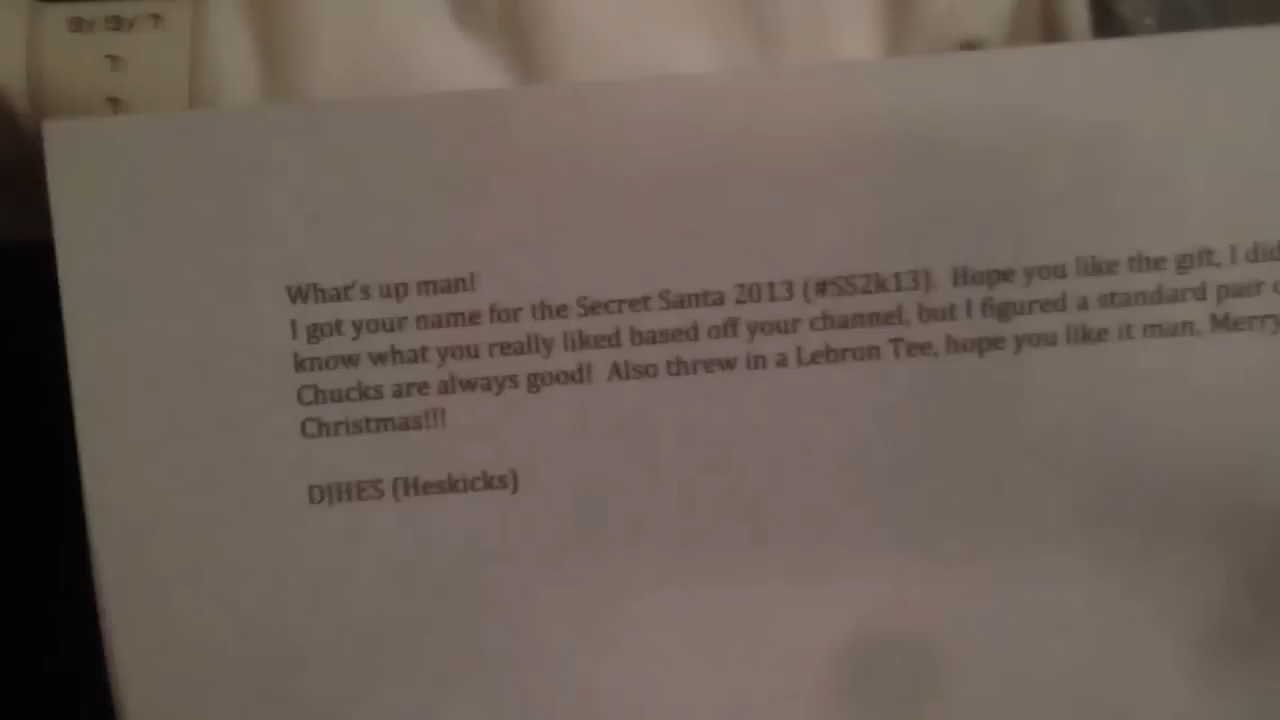 What's up man!
I got your name for the Secret Santa 2013 (#SS2k13).  Hope you like the gift, I did
know what you really liked based off your channel, but I figured a standard pair
Chucks are always good!  Also threw in a Lebron Tee, hope you like it man, Merry
Christmas!!!
DJHES (Heskicks)